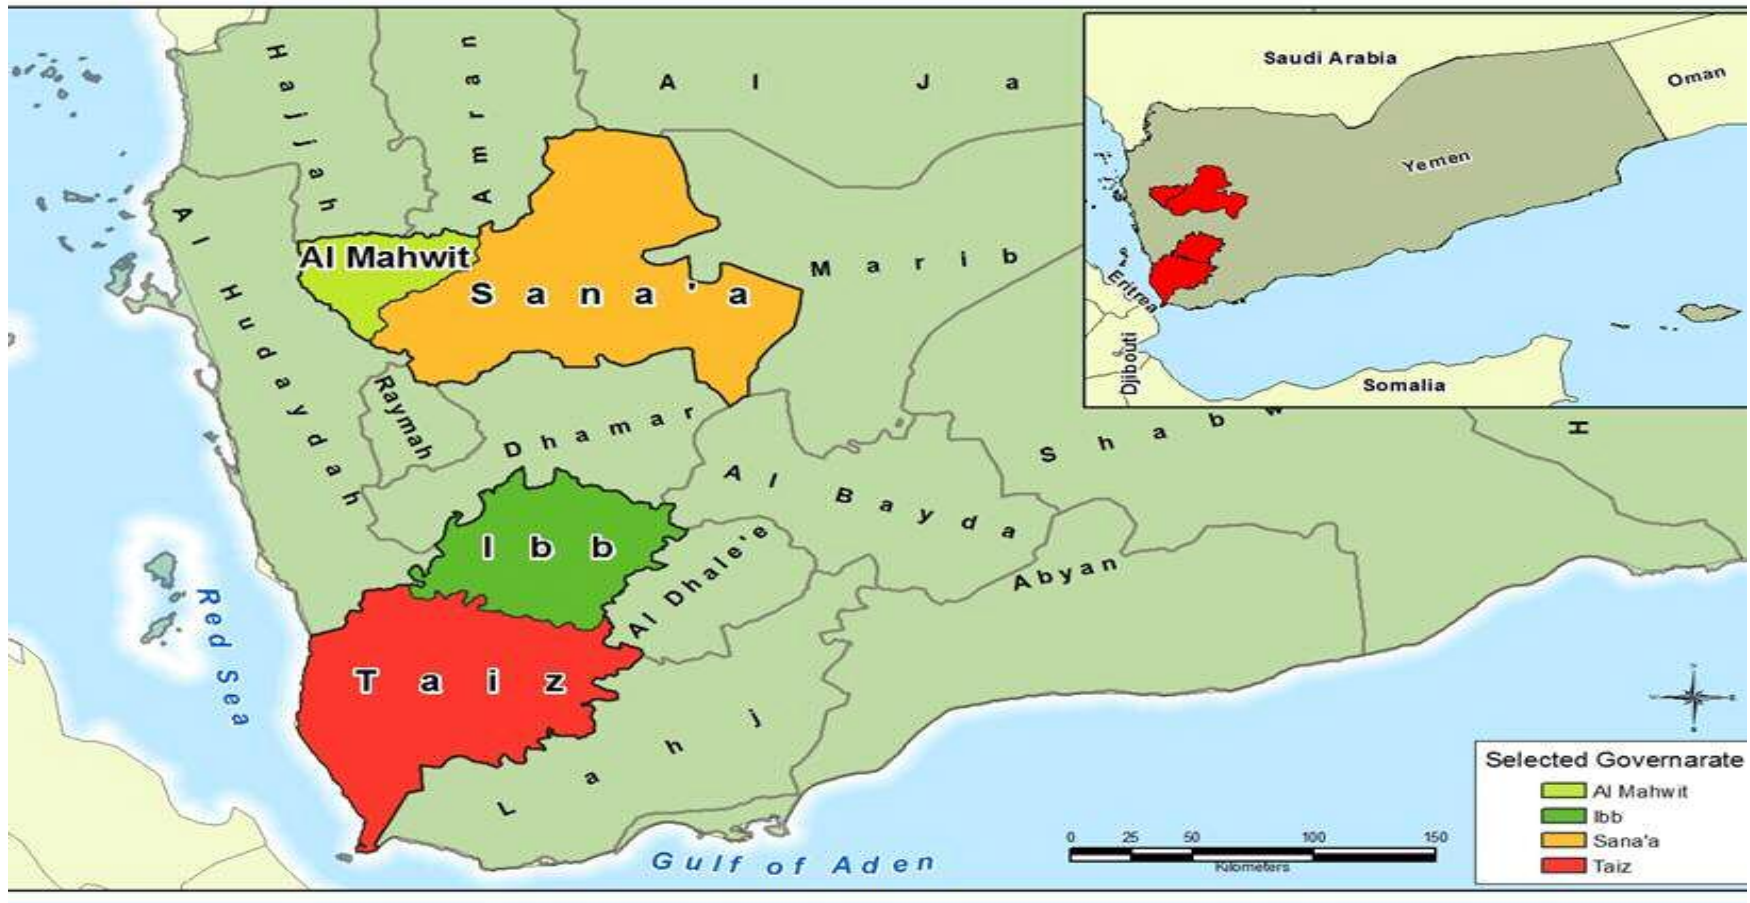 Hajjah
Amran
Al Ja
Saudi Arabia
Oman
Yemen
Eritrea
Djibouti
Somalia
Al Hudaydah
Al Mahwit
Sana'a
Marib
Raymah
Dhamar
Al Bayda
Shabw
H
Ibb
Al Dhale'e
Abyan
Red Sea
Taiz
Lahj
Gulf of Aden
0 25 50 100 150
Kilometers
Selected Governarate
Al Mahwit
Ibb
Sana'a
Taiz